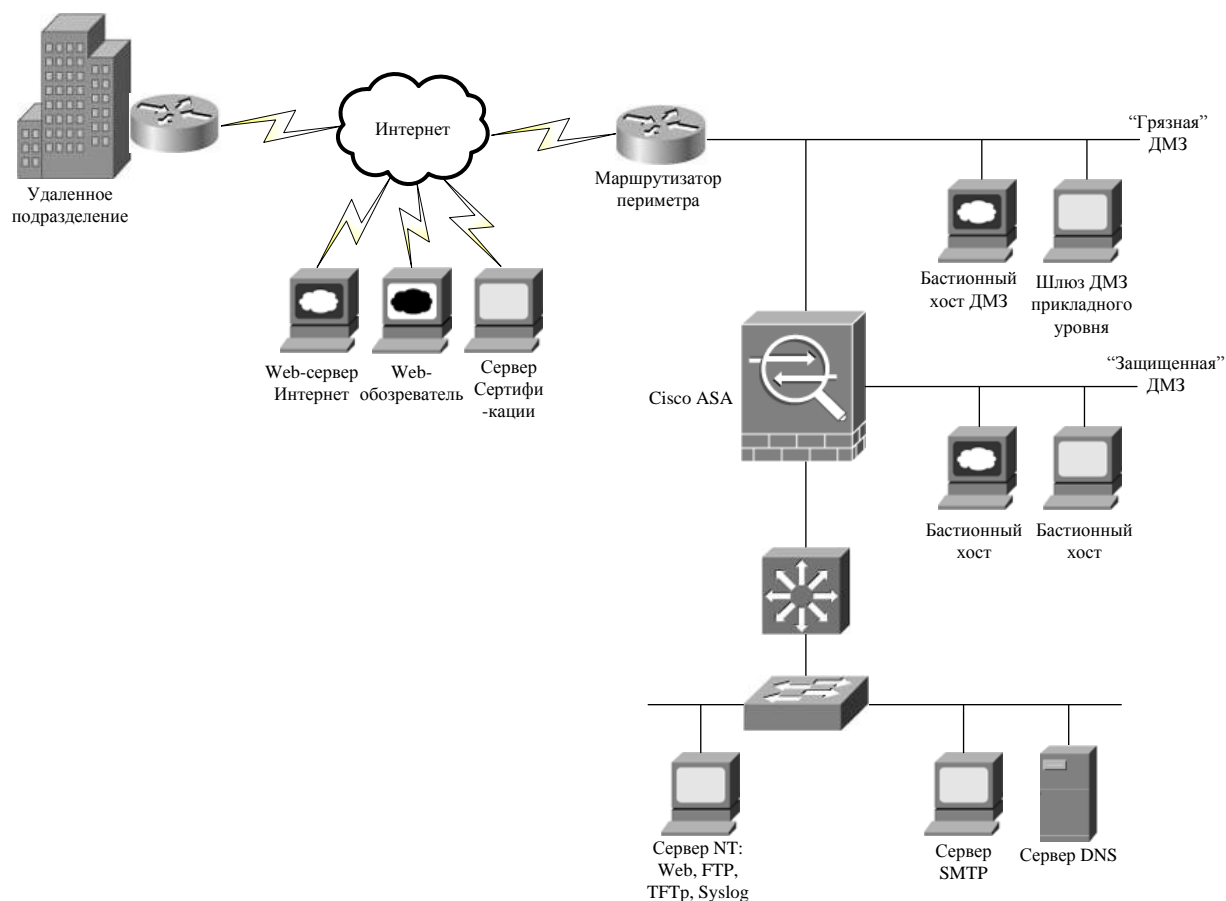 Удаленное
подразделение
Интернет
Маршрутизатор
периметра
“Грязная”
ДМЗ
Бастионный
хост ДМЗ
Шлюз ДМЗ
прикладного
уровня
Web-сервер
Интернет
Web-
обозреватель
Сервер
Сертифи
-кации
Cisco ASA
“Защищенная”
ДМЗ
Бастионный
хост
Бастионный
хост
Сервер NT:
Web, FTP,
TFTp, Syslog
Сервер
SMTP
Сервер DNS